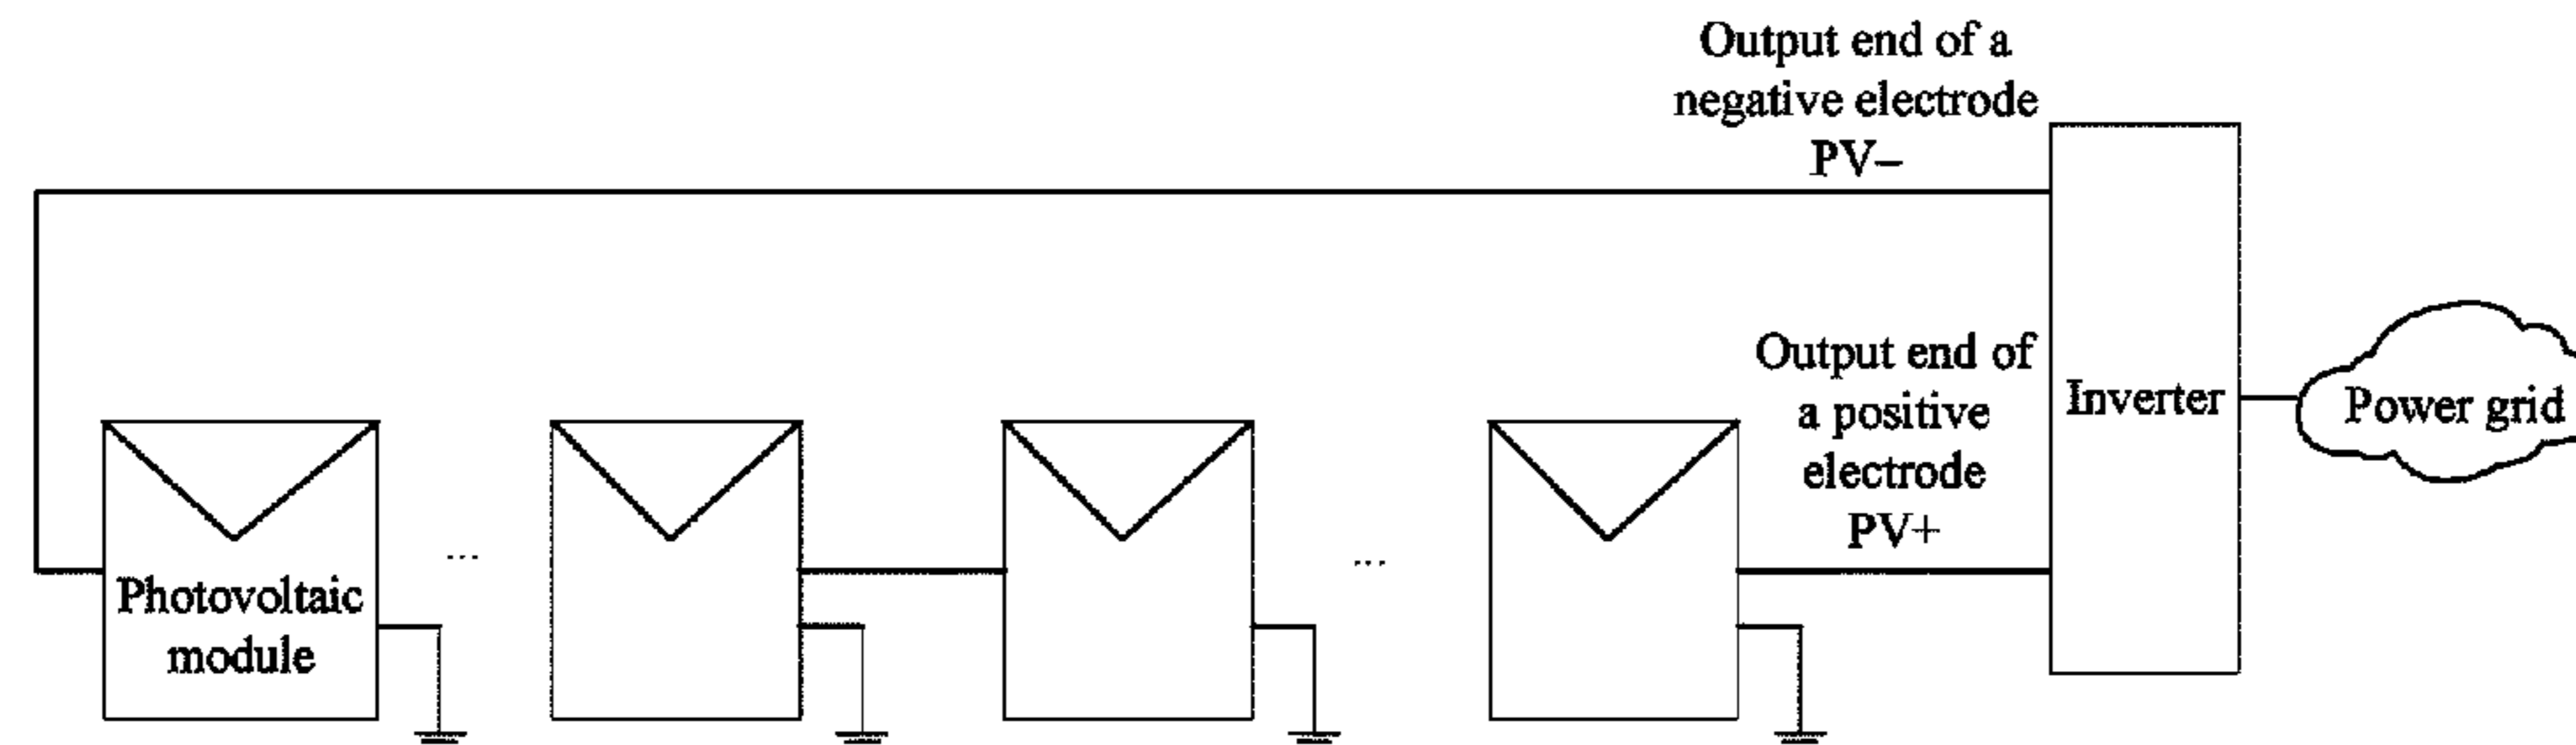 Output end of a
negative electrode
PV–
Output end of
a positive
electrode
PV+
Inverter
Power grid
Photovoltaic
module
...
...